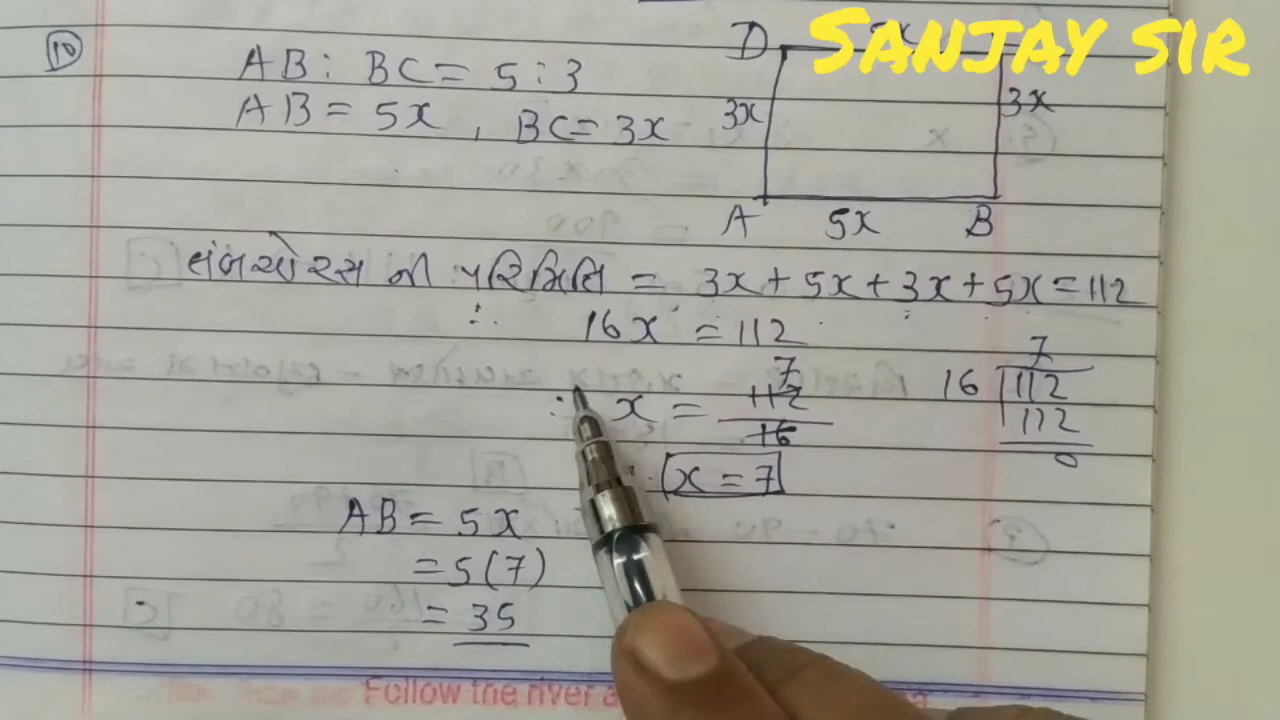 SANJAY SIR
10
AB : BC = 5 : 3
AB = 5x , BC = 3x
D
5x
3x
3x
A 5x B
ની પરિમિતિ = 3x + 5x + 3x + 5x = 112
∴ 16x = 112
∴ x = 112/16
7
x = 7
7
16 112
112
0
AB = 5x
= 5(7)
= 35
Follow the river